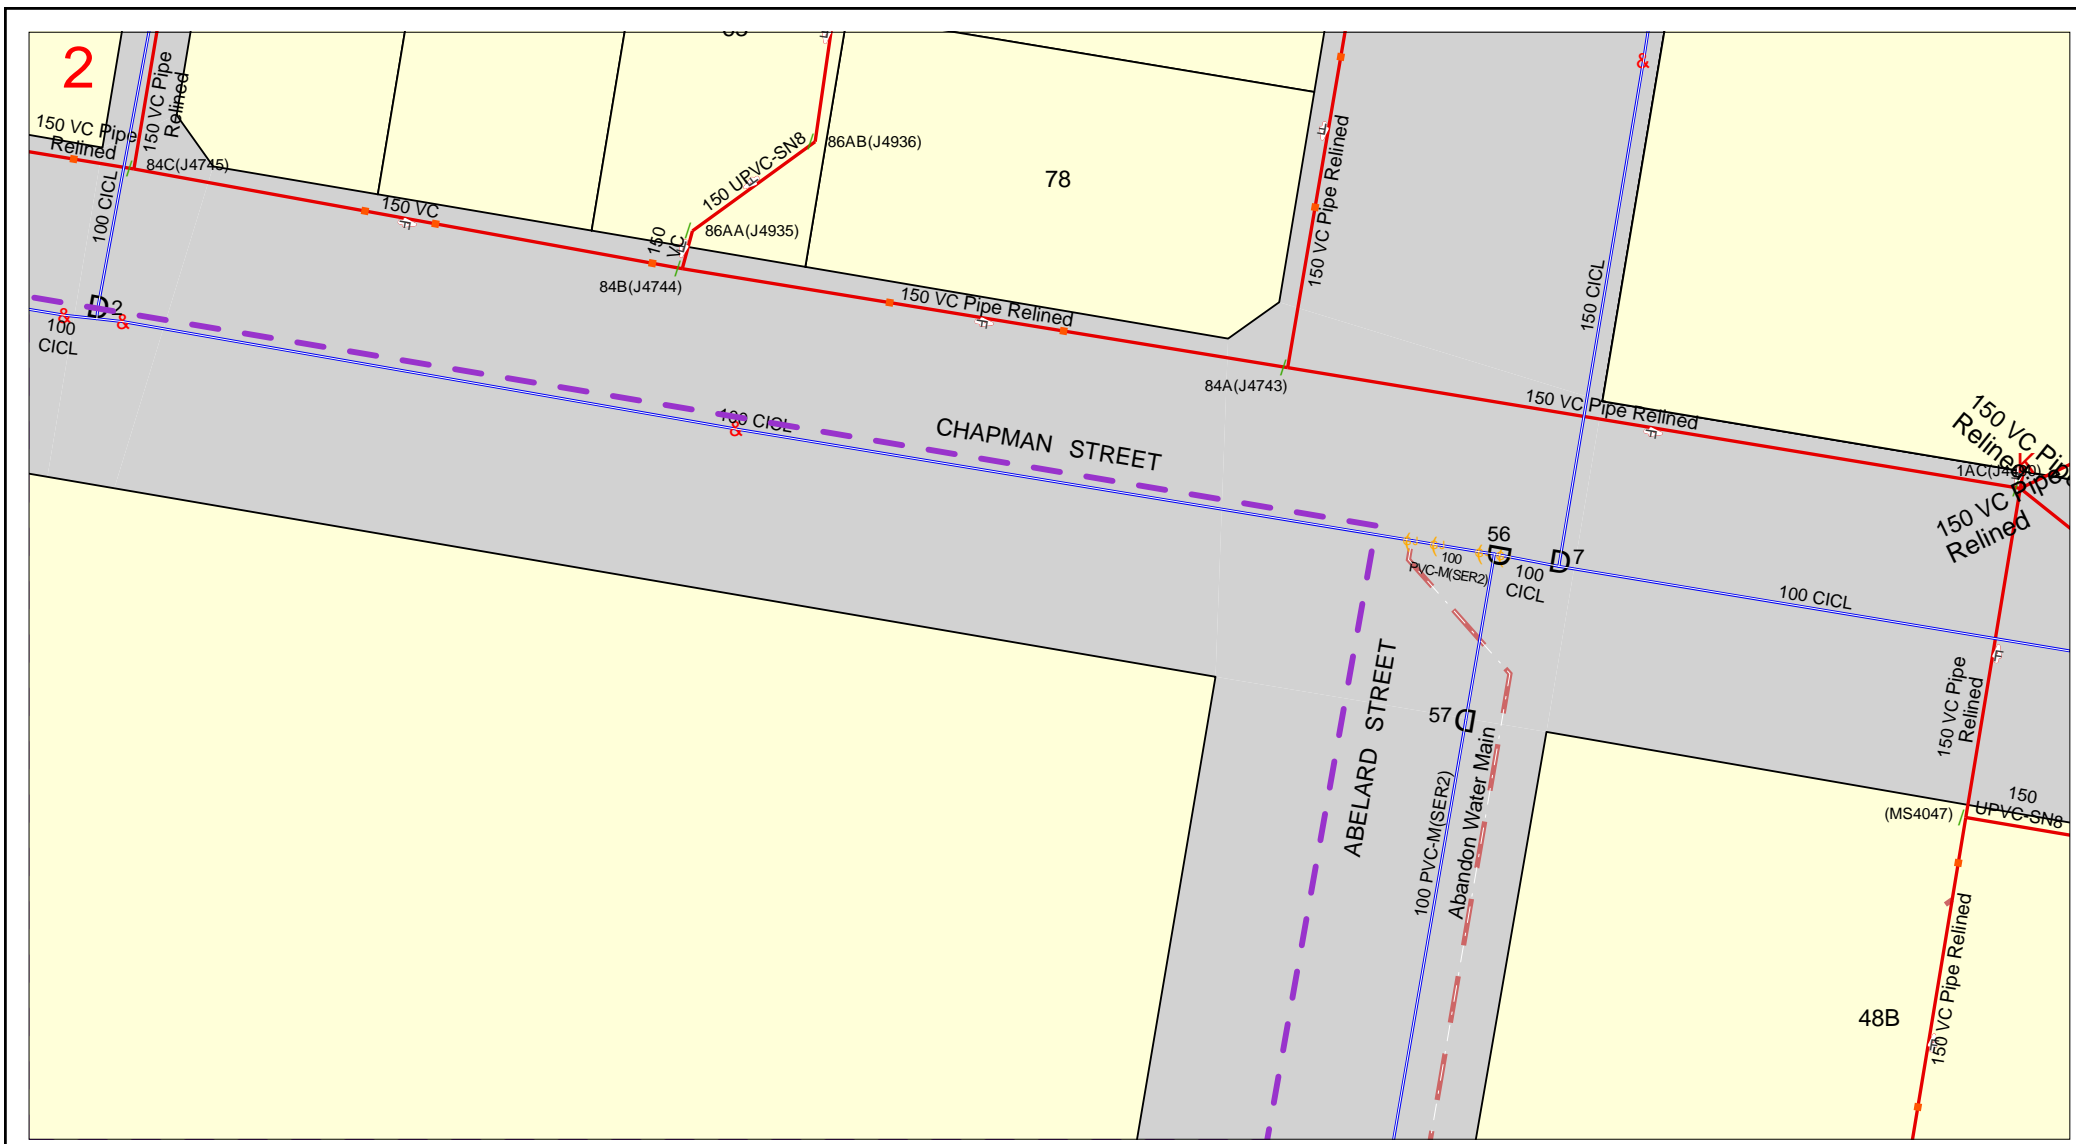 2
150 VC Pipe
Relined
150 VC Pipe
Relined
84C(J4745)
100 CICL
150 VC
150 UPVC-SN8
86AB(J4936)
86AA(J4935)
150
VC
84B(J4744)
78
150 VC Pipe Relined
150 VC Pipe Relined
84A(J4743)
150 CICL
&
150 VC Pipe Relined
150 VC Pipe
Relined
K
150 VC Pipe
Relined
D 2
&
&
100
CICL
100 CICL
&
CHAPMAN STREET
56
D
D 7
100
PVC-M(SER2)
100
CICL
100 CICL
ABELARD STREET
57 D
100 PVC-M(SER2)
Abandon Water Main
150 VC Pipe
Relined
(MS4047)
150
UPVC-SN8
150 VC Pipe Relined
48B